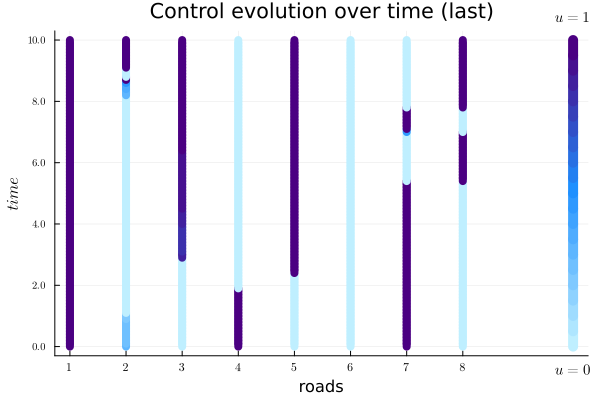 Control evolution over time (last)
u = 1
10.0
8.0
6.0
4.0
2.0
0.0
time
1 2 3 4 5 6 7 8
u = 0
roads